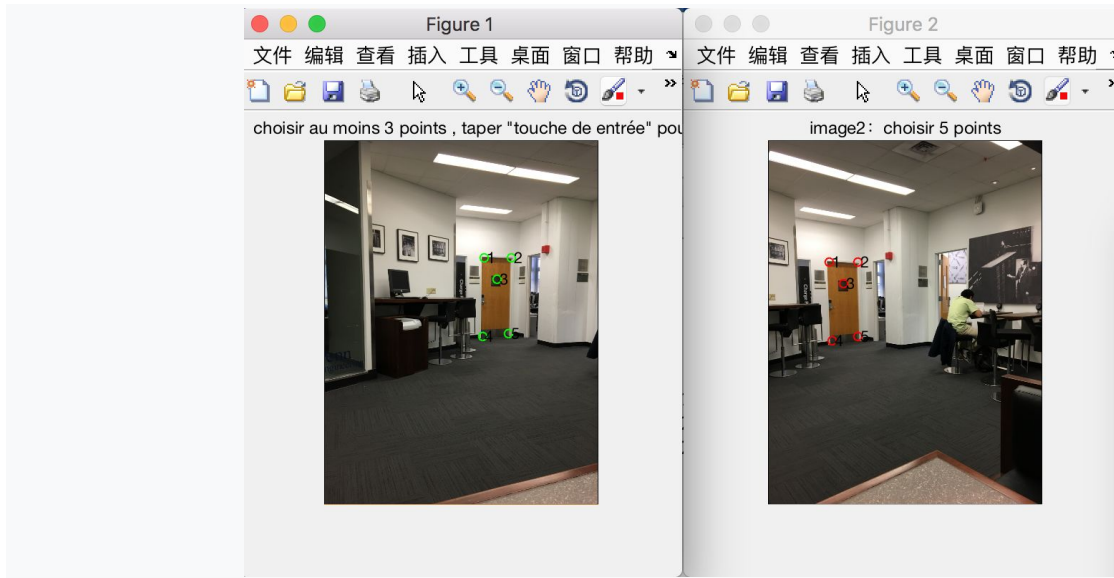 Figure 1
文件 编辑 查看 插入 工具 桌面 窗口 帮助
choisir au moins 3 points , taper "touche de entrée" pou
1
2
3
4
5
Figure 2
文件 编辑 查看 插入 工具 桌面 窗口 帮助
image2：choisir 5 points
1
2
3
4
5